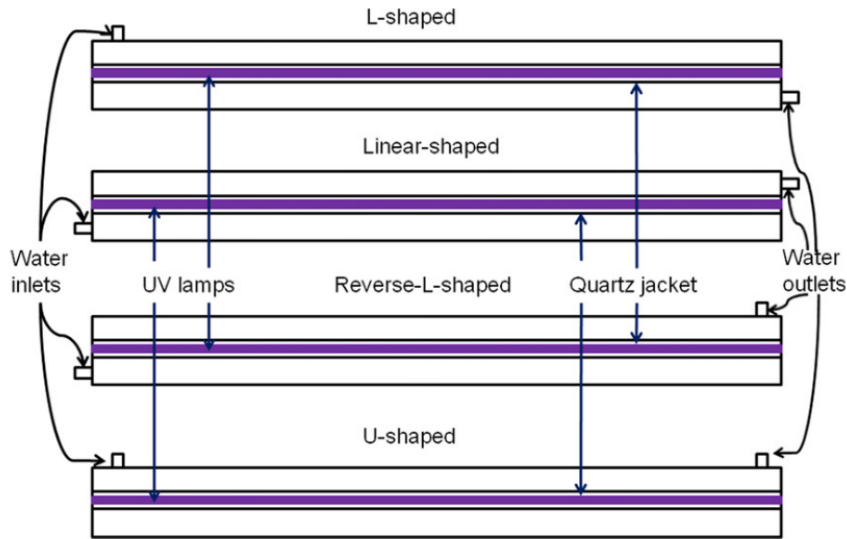 L-shaped
Linear-shaped
Water
inlets
UV lamps
Reverse-L-shaped
Quartz jacket
Water
outlets
U-shaped